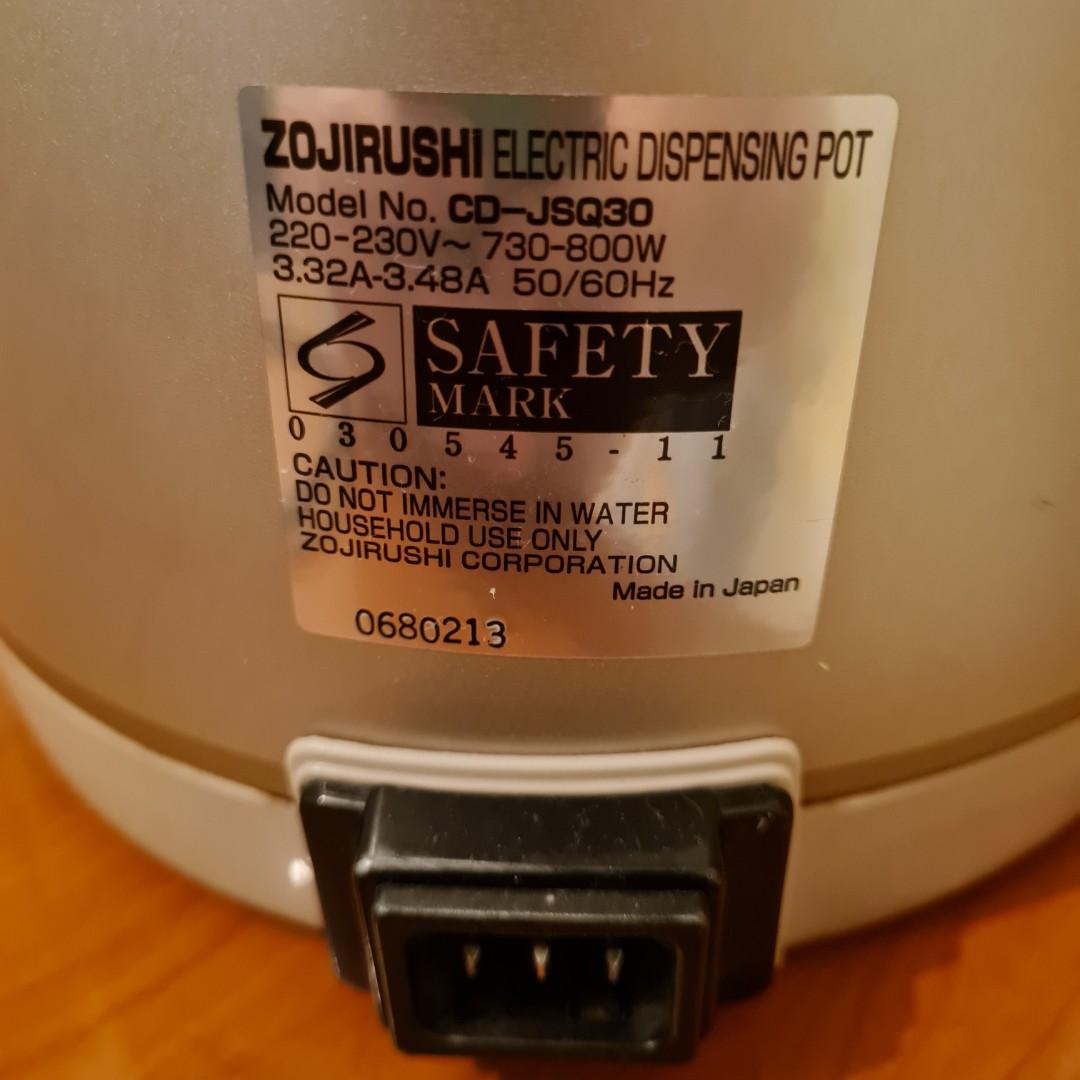 ZOJIRUSHI ELECTRIC DISPENSING POT
Model No. CD-JSQ30
220-230V~ 730-800W
3.32A-3.48A 50/60Hz
SAFETY
MARK
030545-11
CAUTION:
DO NOT IMMERSE IN WATER
HOUSEHOLD USE ONLY
ZOJIRUSHI CORPORATION
Made in Japan
0680213